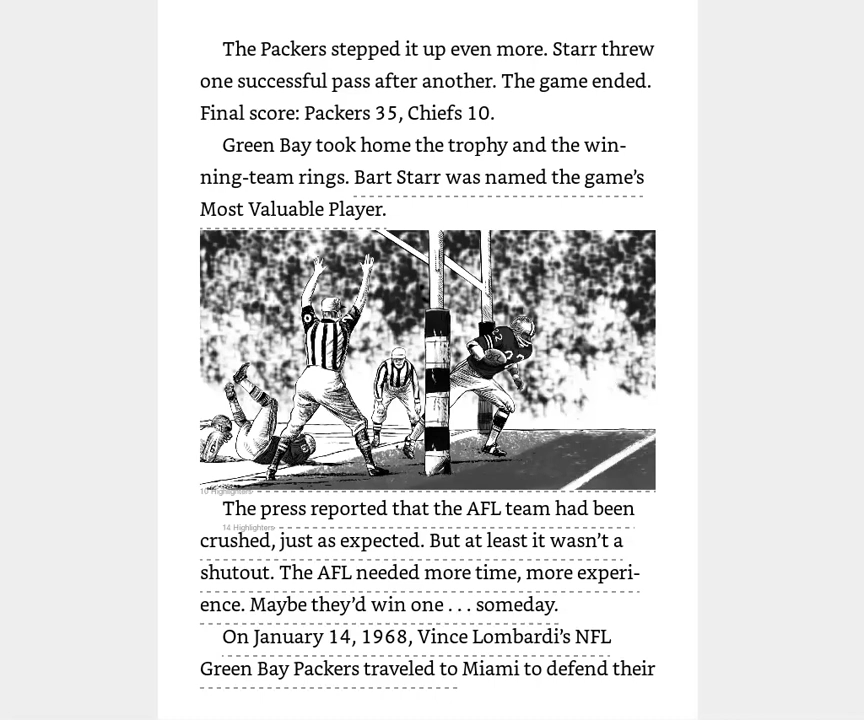 The Packers stepped it up even more. Starr threw
one successful pass after another. The game ended.
Final score: Packers 35, Chiefs 10.
Green Bay took home the trophy and the win-
ning-team rings. Bart Starr was named the game’s
Most Valuable Player.
10 Highlighters
The press reported that the AFL team had been
14 Highlighters
crushed, just as expected. But at least it wasn’t a
shutout. The AFL needed more time, more experi-
ence. Maybe they’d win one . . . someday.
On January 14, 1968, Vince Lombardi’s NFL
Green Bay Packers traveled to Miami to defend their